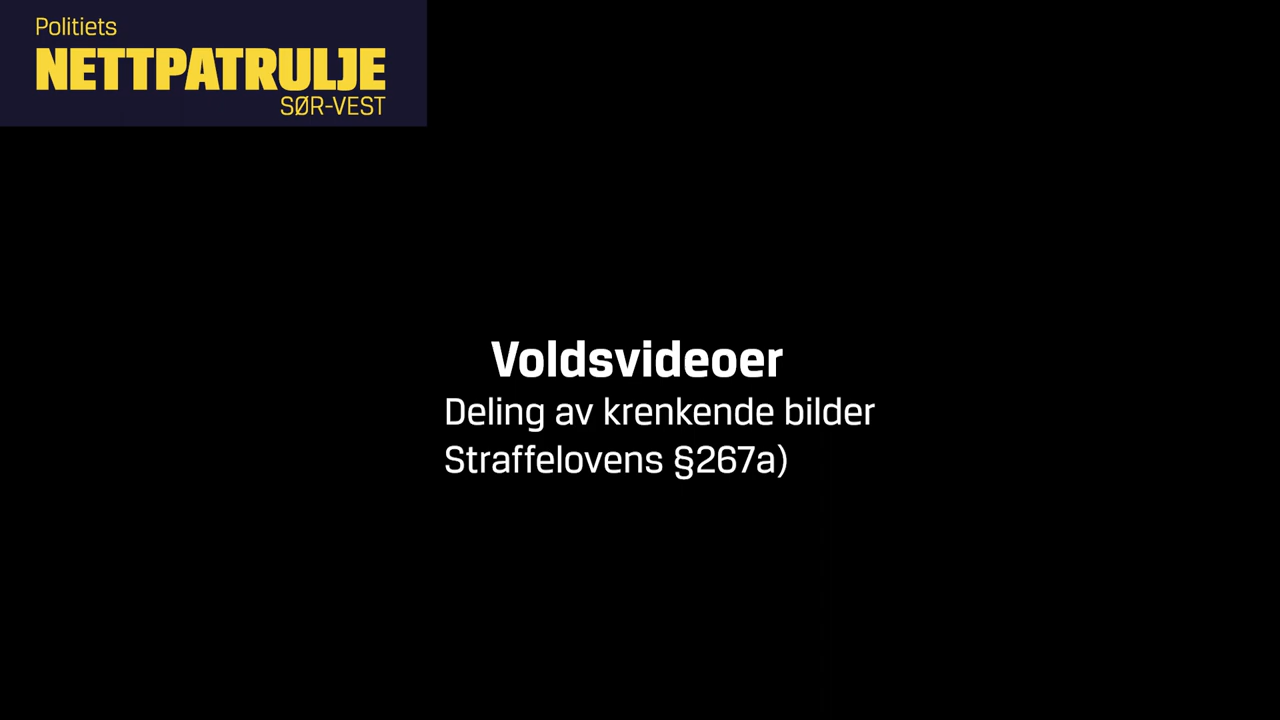 Politiets
NETTPATRULJE
SØR-VEST
Voldsvideoer
Deling av krenkende bilder
Straffelovens §267a)